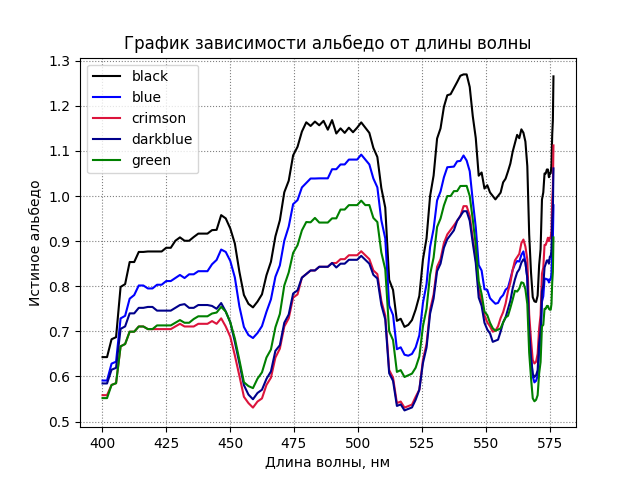 График зависимости альбедо от длины волны
Истиное альбедо
1.3
1.2
1.1
1.0
0.9
0.8
0.7
0.6
0.5
black
blue
crimson
darkblue
green
400 425 450 475 500 525 550 575
Длина волны, нм